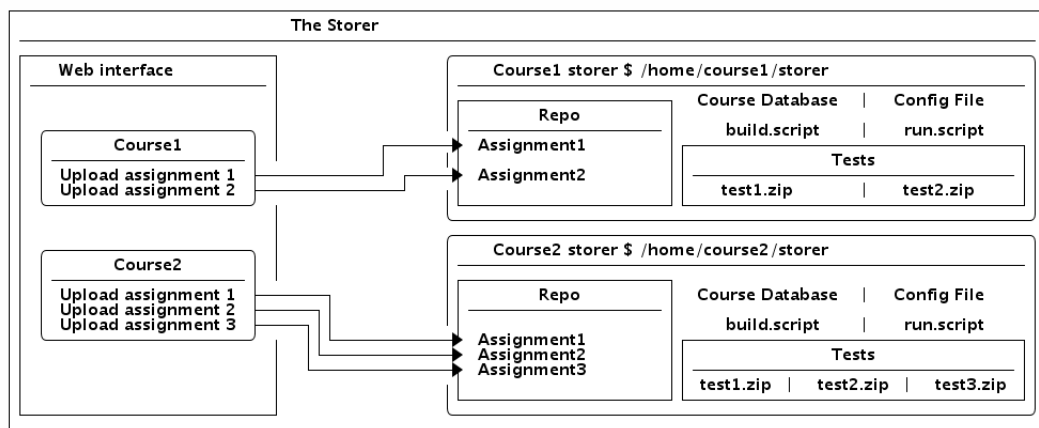 The Storer
Web interface
Course1
Upload assignment 1
Upload assignment 2
Course2
Upload assignment 1
Upload assignment 2
Upload assignment 3
Course1 storer $ /home/course1/storer
Repo
Assignment1
Assignment2
Course Database | Config File
build.script | run.script
Tests
test1.zip | test2.zip
Course2 storer $ /home/course2/storer
Repo
Assignment1
Assignment2
Assignment3
Course Database | Config File
build.script | run.script
Tests
test1.zip | test2.zip | test3.zip